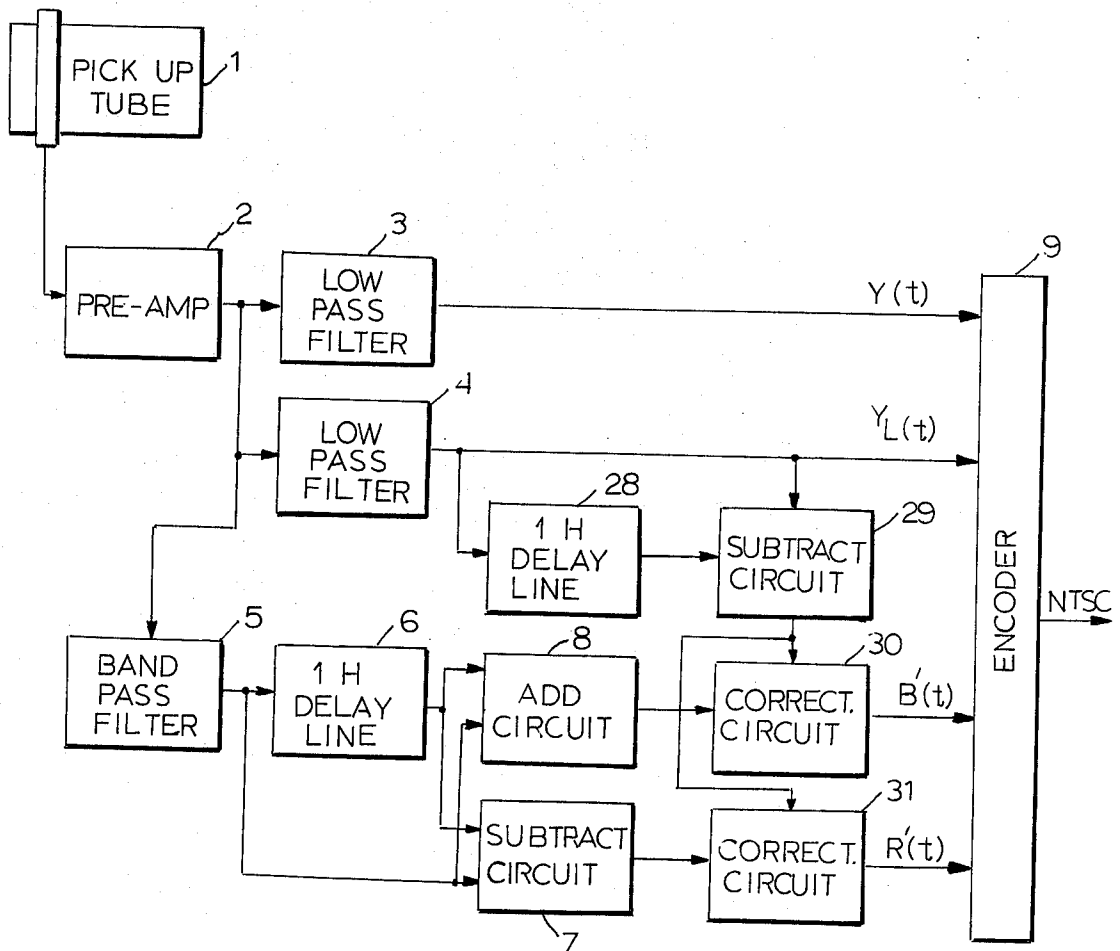 PICK UP
TUBE
1
2
PRE-AMP
3
LOW
PASS
FILTER
Y(t)
9
4
LOW
PASS
FILTER
YL(t)
28
1 H
DELAY
LINE
29
SUBTRACT
CIRCUIT
ENCODER
NTSC
5
BAND
PASS
FILTER
6
1 H
DELAY
LINE
8
ADD
CIRCUIT
30
CORRECT.
CIRCUIT
B'(t)
SUBTRACT
CIRCUIT
7
31
CORRECT.
CIRCUIT
R'(t)